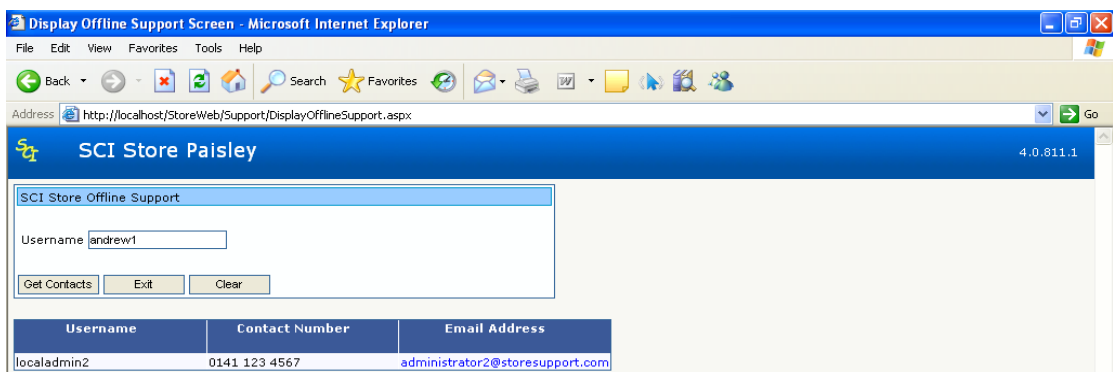 Display Offline Support Screen - Microsoft Internet Explorer
File Edit View Favorites Tools Help
Back Search Favorites
Address http://localhost/StoreWeb/Support/DisplayOfflineSupport.aspx Go
SCI SCI Store Paisley 4.0.811.1
SCI Store Offline Support
Username andrew1
Get Contacts Exit Clear
Username Contact Number Email Address
localadmin2 0141 123 4567 administrator2@storesupport.com